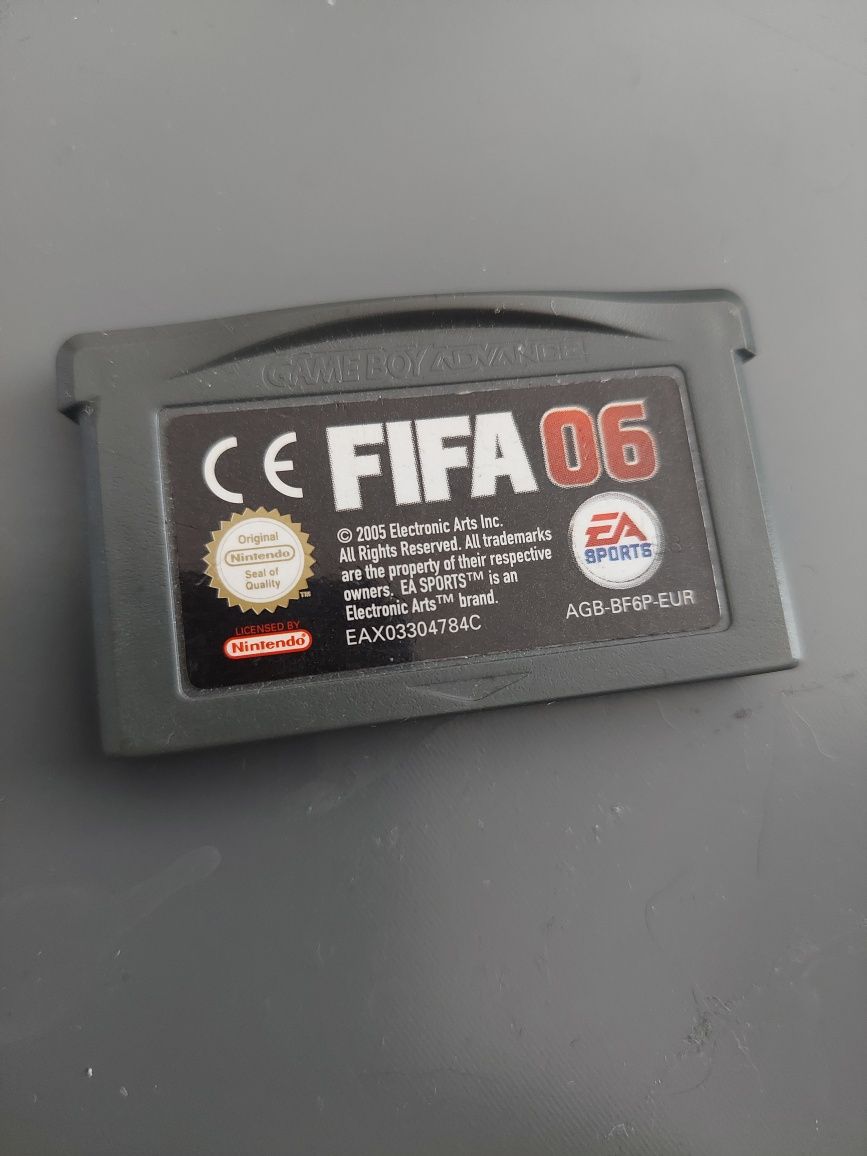 GAME BOY ADVANCE
CE FIFA 06
Original
Nintendo
Seal of
Quality
TM
LICENSED BY
Nintendo
© 2005 Electronic Arts Inc.
All Rights Reserved. All trademarks
are the property of their respective
owners. EA SPORTS™ is an
Electronic Arts™ brand.
EAX03304784C
EA
SPORTS
AGB-BF6P-EUR